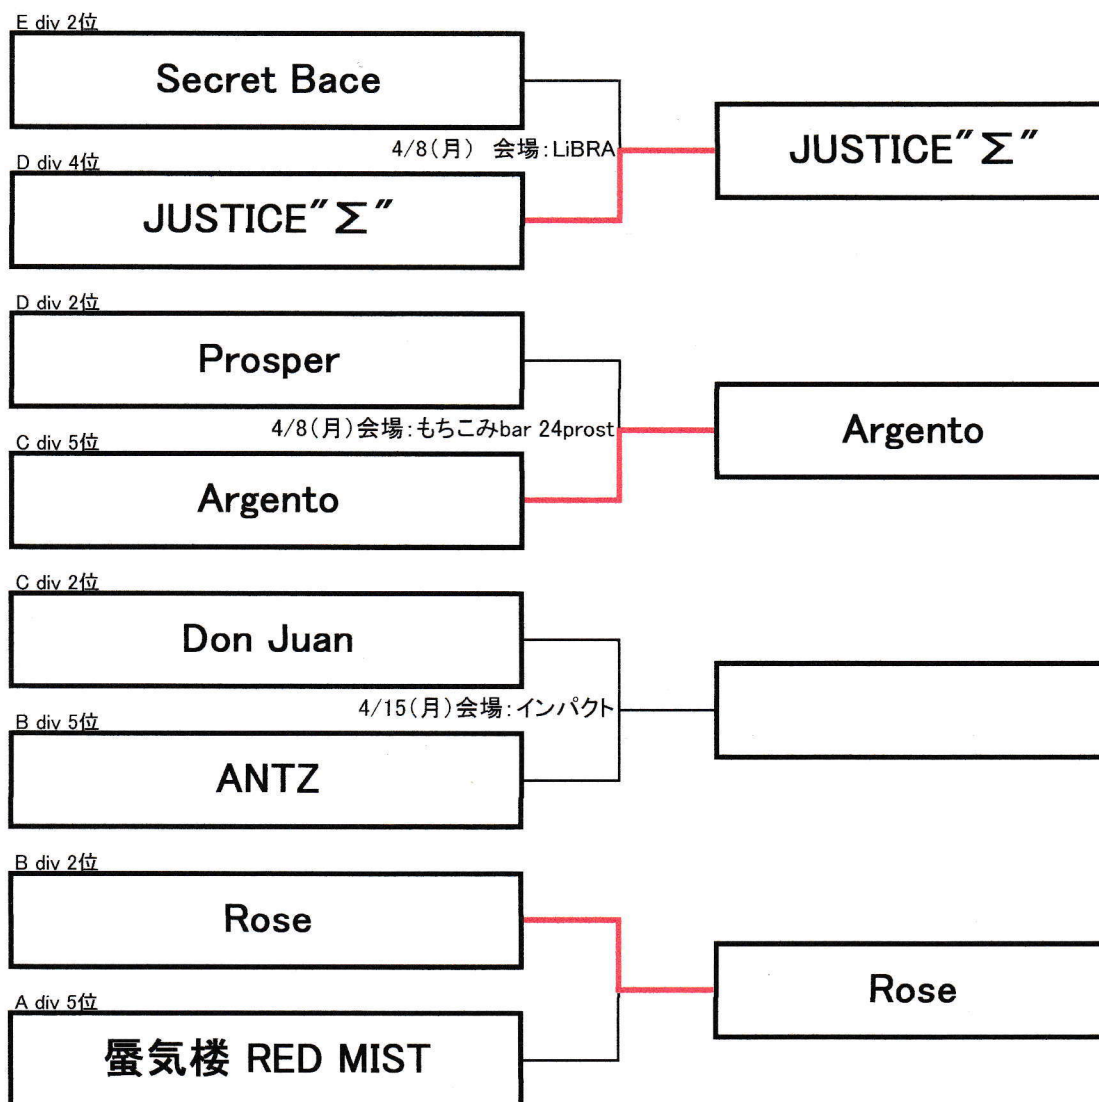 E div 2位
Secret Bace
4/8(月) 会場:LiBRA
JUSTICE"Σ"
D div 4位
JUSTICE"Σ"
D div 2位
Prosper
4/8(月)会場:もちこみbar 24prost
Argento
C div 5位
Argento
C div 2位
Don Juan
4/15(月)会場:インパクト
B div 5位
ANTZ
B div 2位
Rose
Rose
A div 5位
蜃気楼 RED MIST